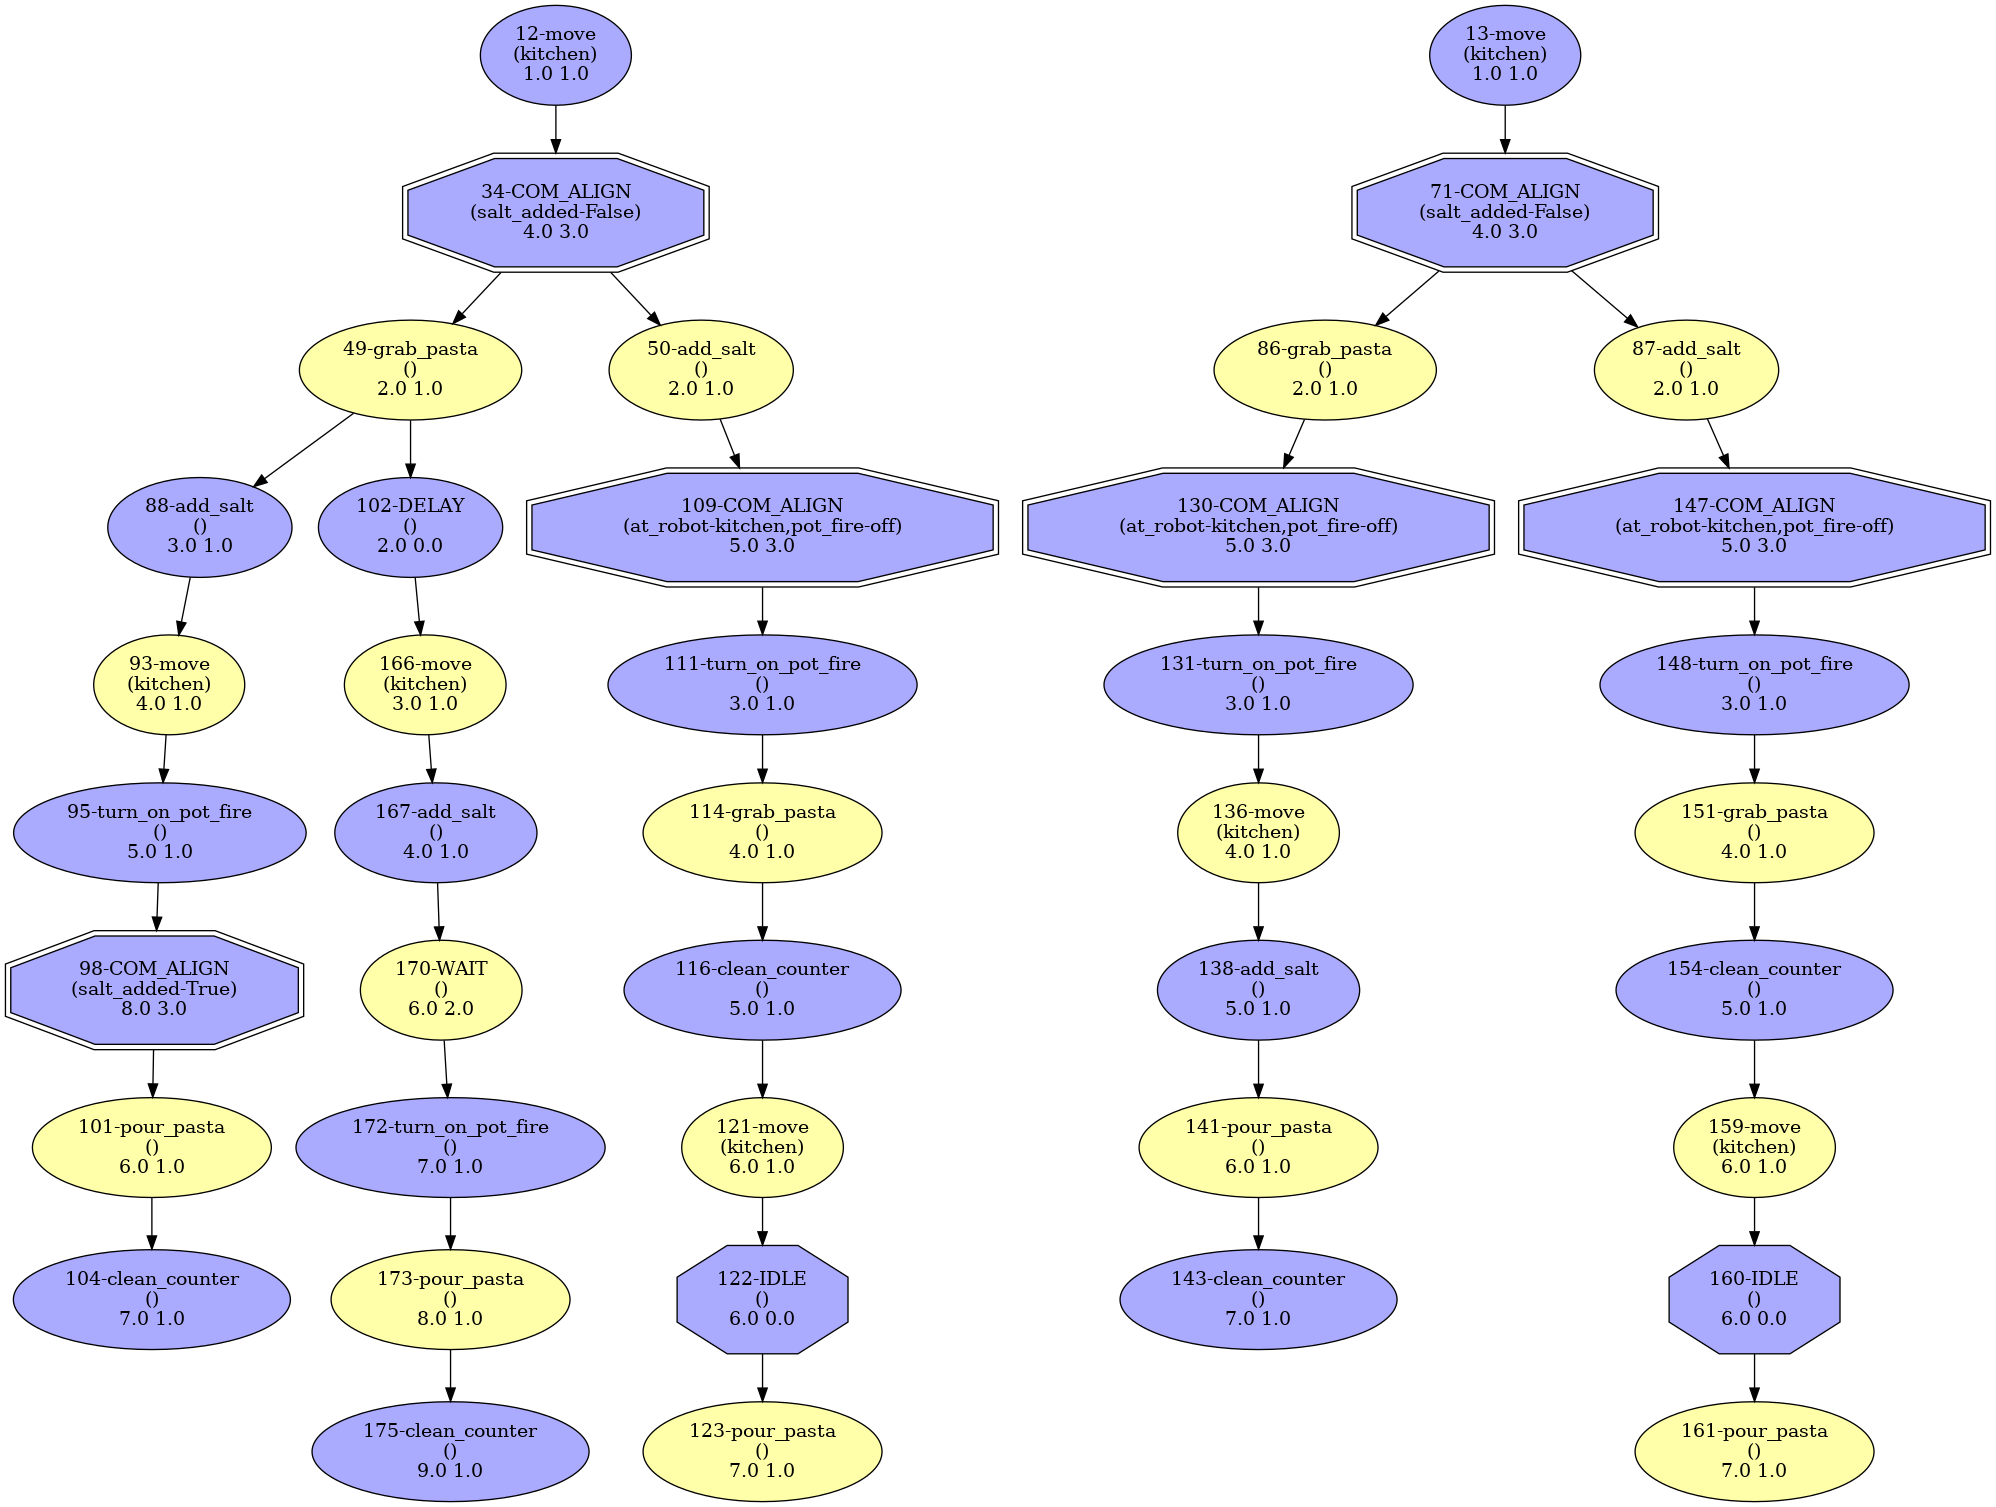 12-move
(kitchen)
1.0 1.0
13-move
(kitchen)
1.0 1.0
34-COM_ALIGN
(salt_added-False)
4.0 3.0
71-COM_ALIGN
(salt_added-False)
4.0 3.0
49-grab_pasta
()
2.0 1.0
50-add_salt
()
2.0 1.0
86-grab_pasta
()
2.0 1.0
87-add_salt
()
2.0 1.0
88-add_salt
()
3.0 1.0
102-DELAY
()
2.0 0.0
109-COM_ALIGN
(at_robot-kitchen,pot_fire-off)
5.0 3.0
130-COM_ALIGN
(at_robot-kitchen,pot_fire-off)
5.0 3.0
147-COM_ALIGN
(at_robot-kitchen,pot_fire-off)
5.0 3.0
93-move
(kitchen)
4.0 1.0
166-move
(kitchen)
3.0 1.0
111-turn_on_pot_fire
()
3.0 1.0
131-turn_on_pot_fire
()
3.0 1.0
148-turn_on_pot_fire
()
3.0 1.0
95-turn_on_pot_fire
()
5.0 1.0
167-add_salt
()
4.0 1.0
114-grab_pasta
()
4.0 1.0
136-move
(kitchen)
4.0 1.0
151-grab_pasta
()
4.0 1.0
98-COM_ALIGN
(salt_added-True)
8.0 3.0
170-WAIT
()
6.0 2.0
116-clean_counter
()
5.0 1.0
138-add_salt
()
5.0 1.0
154-clean_counter
()
5.0 1.0
101-pour_pasta
()
6.0 1.0
172-turn_on_pot_fire
()
7.0 1.0
121-move
(kitchen)
6.0 1.0
141-pour_pasta
()
6.0 1.0
159-move
(kitchen)
6.0 1.0
104-clean_counter
()
7.0 1.0
173-pour_pasta
()
8.0 1.0
122-IDLE
()
6.0 0.0
143-clean_counter
()
7.0 1.0
160-IDLE
()
6.0 0.0
175-clean_counter
()
9.0 1.0
123-pour_pasta
()
7.0 1.0
161-pour_pasta
()
7.0 1.0